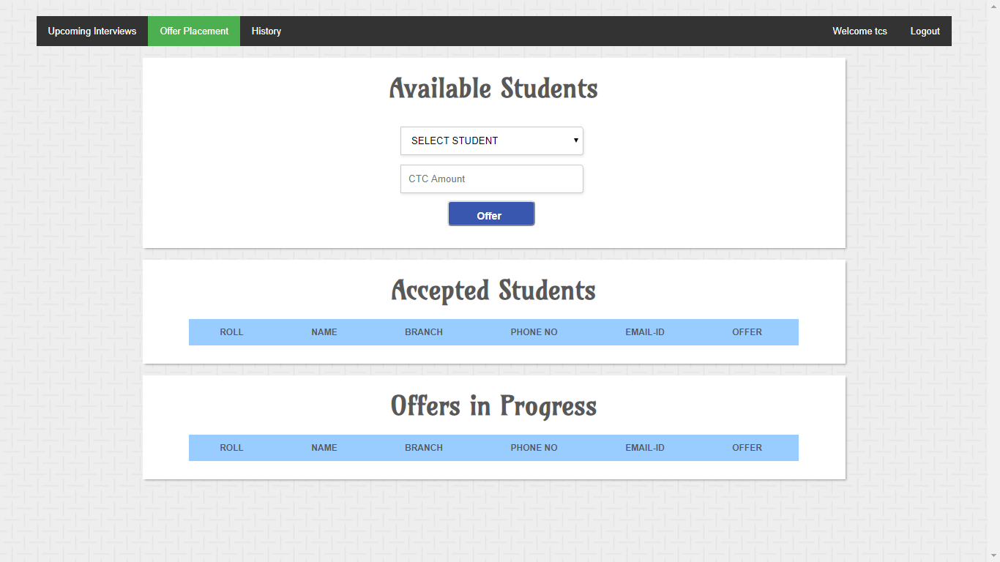 Upcoming Interviews Offer Placement History Welcome tcs Logout
Available Students
SELECT STUDENT
CTC Amount
Offer
Accepted Students
ROLL NAME BRANCH PHONE NO EMAIL-ID OFFER
Offers in Progress
ROLL NAME BRANCH PHONE NO EMAIL-ID OFFER